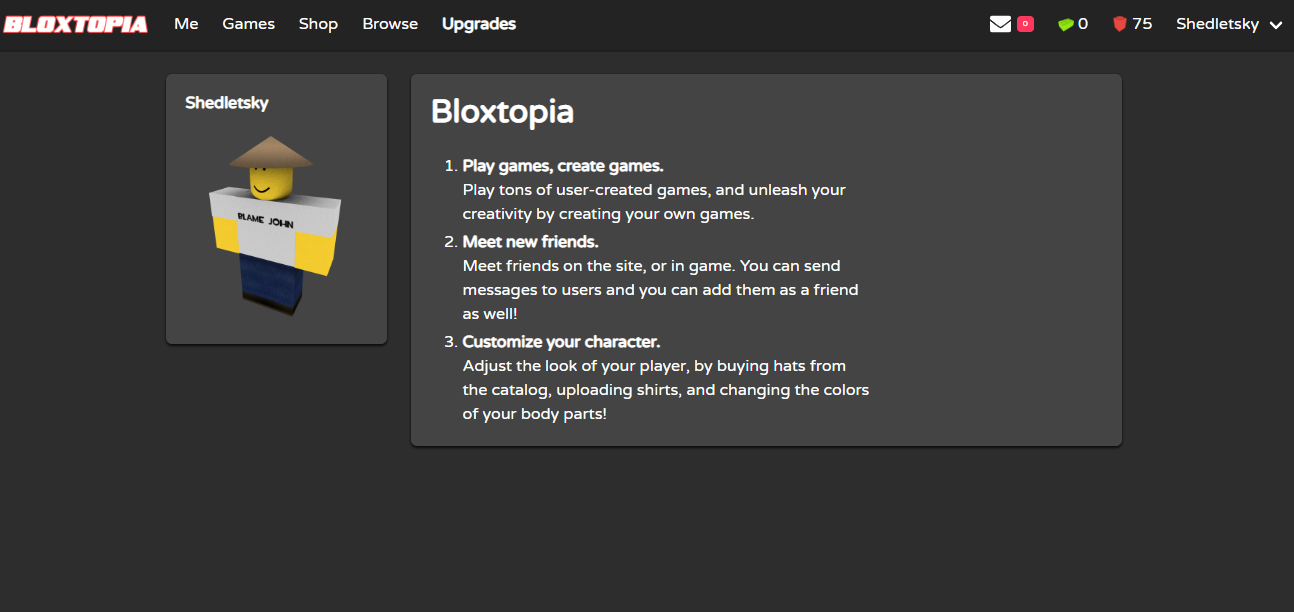 BLOXTOPIA Me Games Shop Browse Upgrades 0 0 75 Shedletsky
Shedletsky
BLAME JOHN
Bloxtopia
1. Play games, create games.
Play tons of user-created games, and unleash your
creativity by creating your own games.
2. Meet new friends.
Meet friends on the site, or in game. You can send
messages to users and you can add them as a friend
as well!
3. Customize your character.
Adjust the look of your player, by buying hats from
the catalog, uploading shirts, and changing the colors
of your body parts!